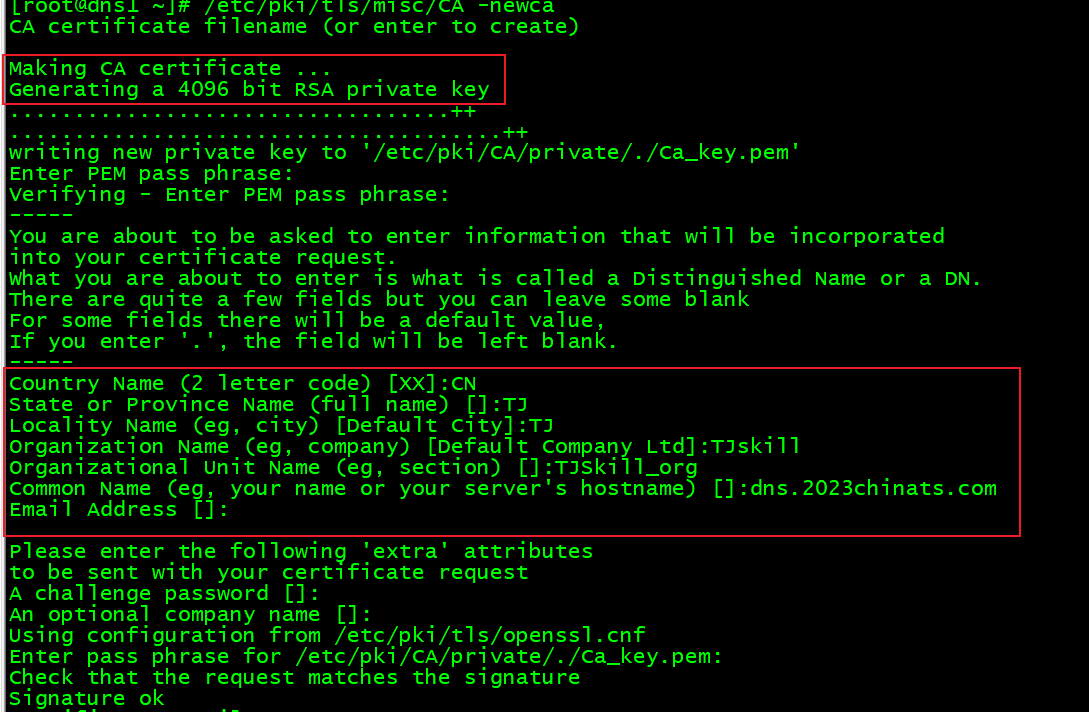 [root@dns1 ~]# /etc/pki/tls/misc/CA -newca
CA certificate filename (or enter to create)
Making CA certificate ...
Generating a 4096 bit RSA private key
..................................++
......................................++
writing new private key to '/etc/pki/CA/private/./Ca_key.pem'
Enter PEM pass phrase:
Verifying - Enter PEM pass phrase:
-----
You are about to be asked to enter information that will be incorporated
into your certificate request.
What you are about to enter is what is called a Distinguished Name or a DN.
There are quite a few fields but you can leave some blank
For some fields there will be a default value,
If you enter '.', the field will be left blank.
-----
Country Name (2 letter code) [XX]:CN
State or Province Name (full name) []:TJ
Locality Name (eg, city) [Default City]:TJ
Organization Name (eg, company) [Default Company Ltd]:TJskill
Organizational Unit Name (eg, section) []:TJSkill_org
Common Name (eg, your name or your server's hostname) []:dns.2023chinats.com
Email Address []:
Please enter the following 'extra' attributes
to be sent with your certificate request
A challenge password []:
An optional company name []:
Using configuration from /etc/pki/tls/openssl.cnf
Enter pass phrase for /etc/pki/CA/private/./Ca_key.pem:
Check that the request matches the signature
Signature ok